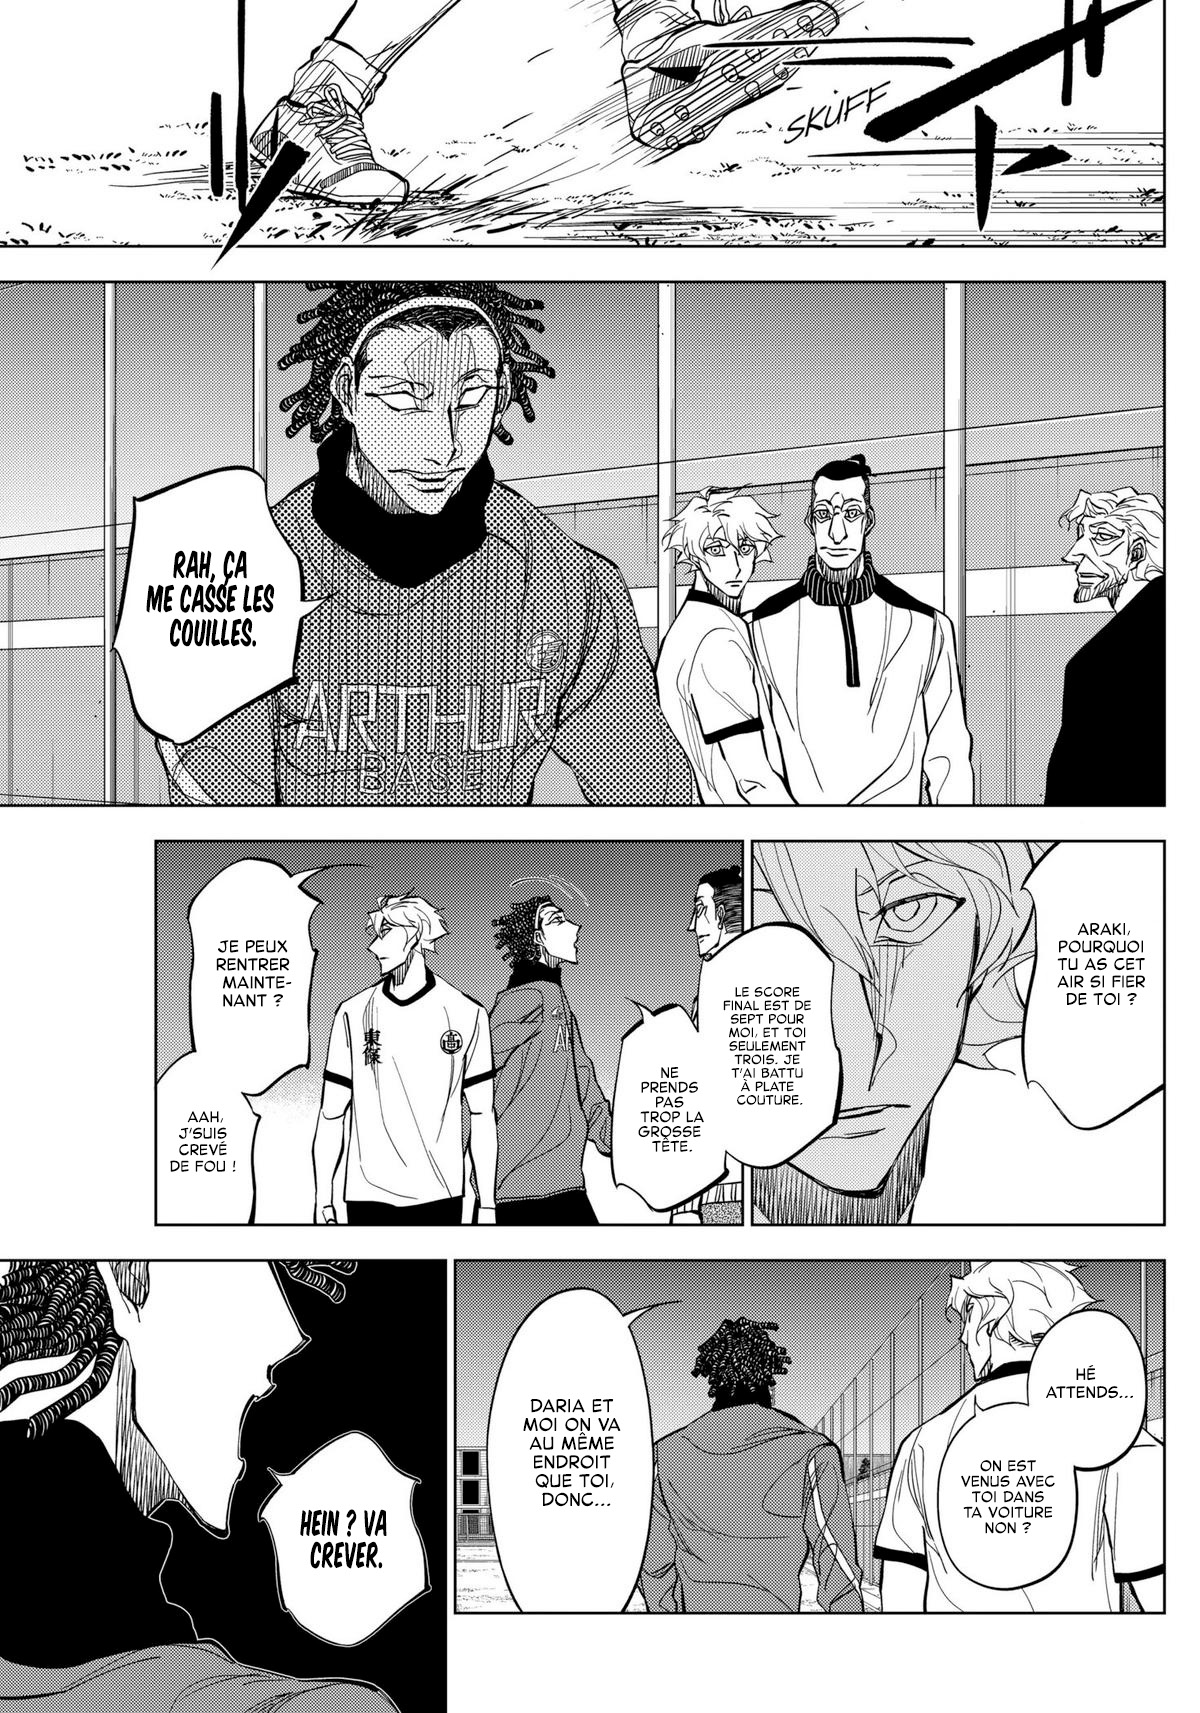 SKUFF
RAH, ÇA
ME CASSE LES
COUILLES.
ARTHUR
BASE
ARAKI,
POURQUOI
TU AS CET
AIR SI FIER
DE TOI ?
LE SCORE
FINAL EST DE
SEPT POUR
MOI, ET TOI
SEULEMENT
TROIS. JE
T'AI BATTU
À PLATE
COUTURE.
NE
PRENDS
PAS
TROP LA
GROSSE
TÊTE.
JE PEUX
RENTRER
MAINTE-
NANT ?
AAH,
J'SUIS
CREVÉ
DE FOU !
東條
高
HÉ
ATTENDS...
ON EST
VENUS AVEC
TOI DANS
TA VOITURE
NON ?
DARIA ET
MOI ON VA
AU MÊME
ENDROIT
QUE TOI,
DONC...
HEIN ? VA
CREVER.